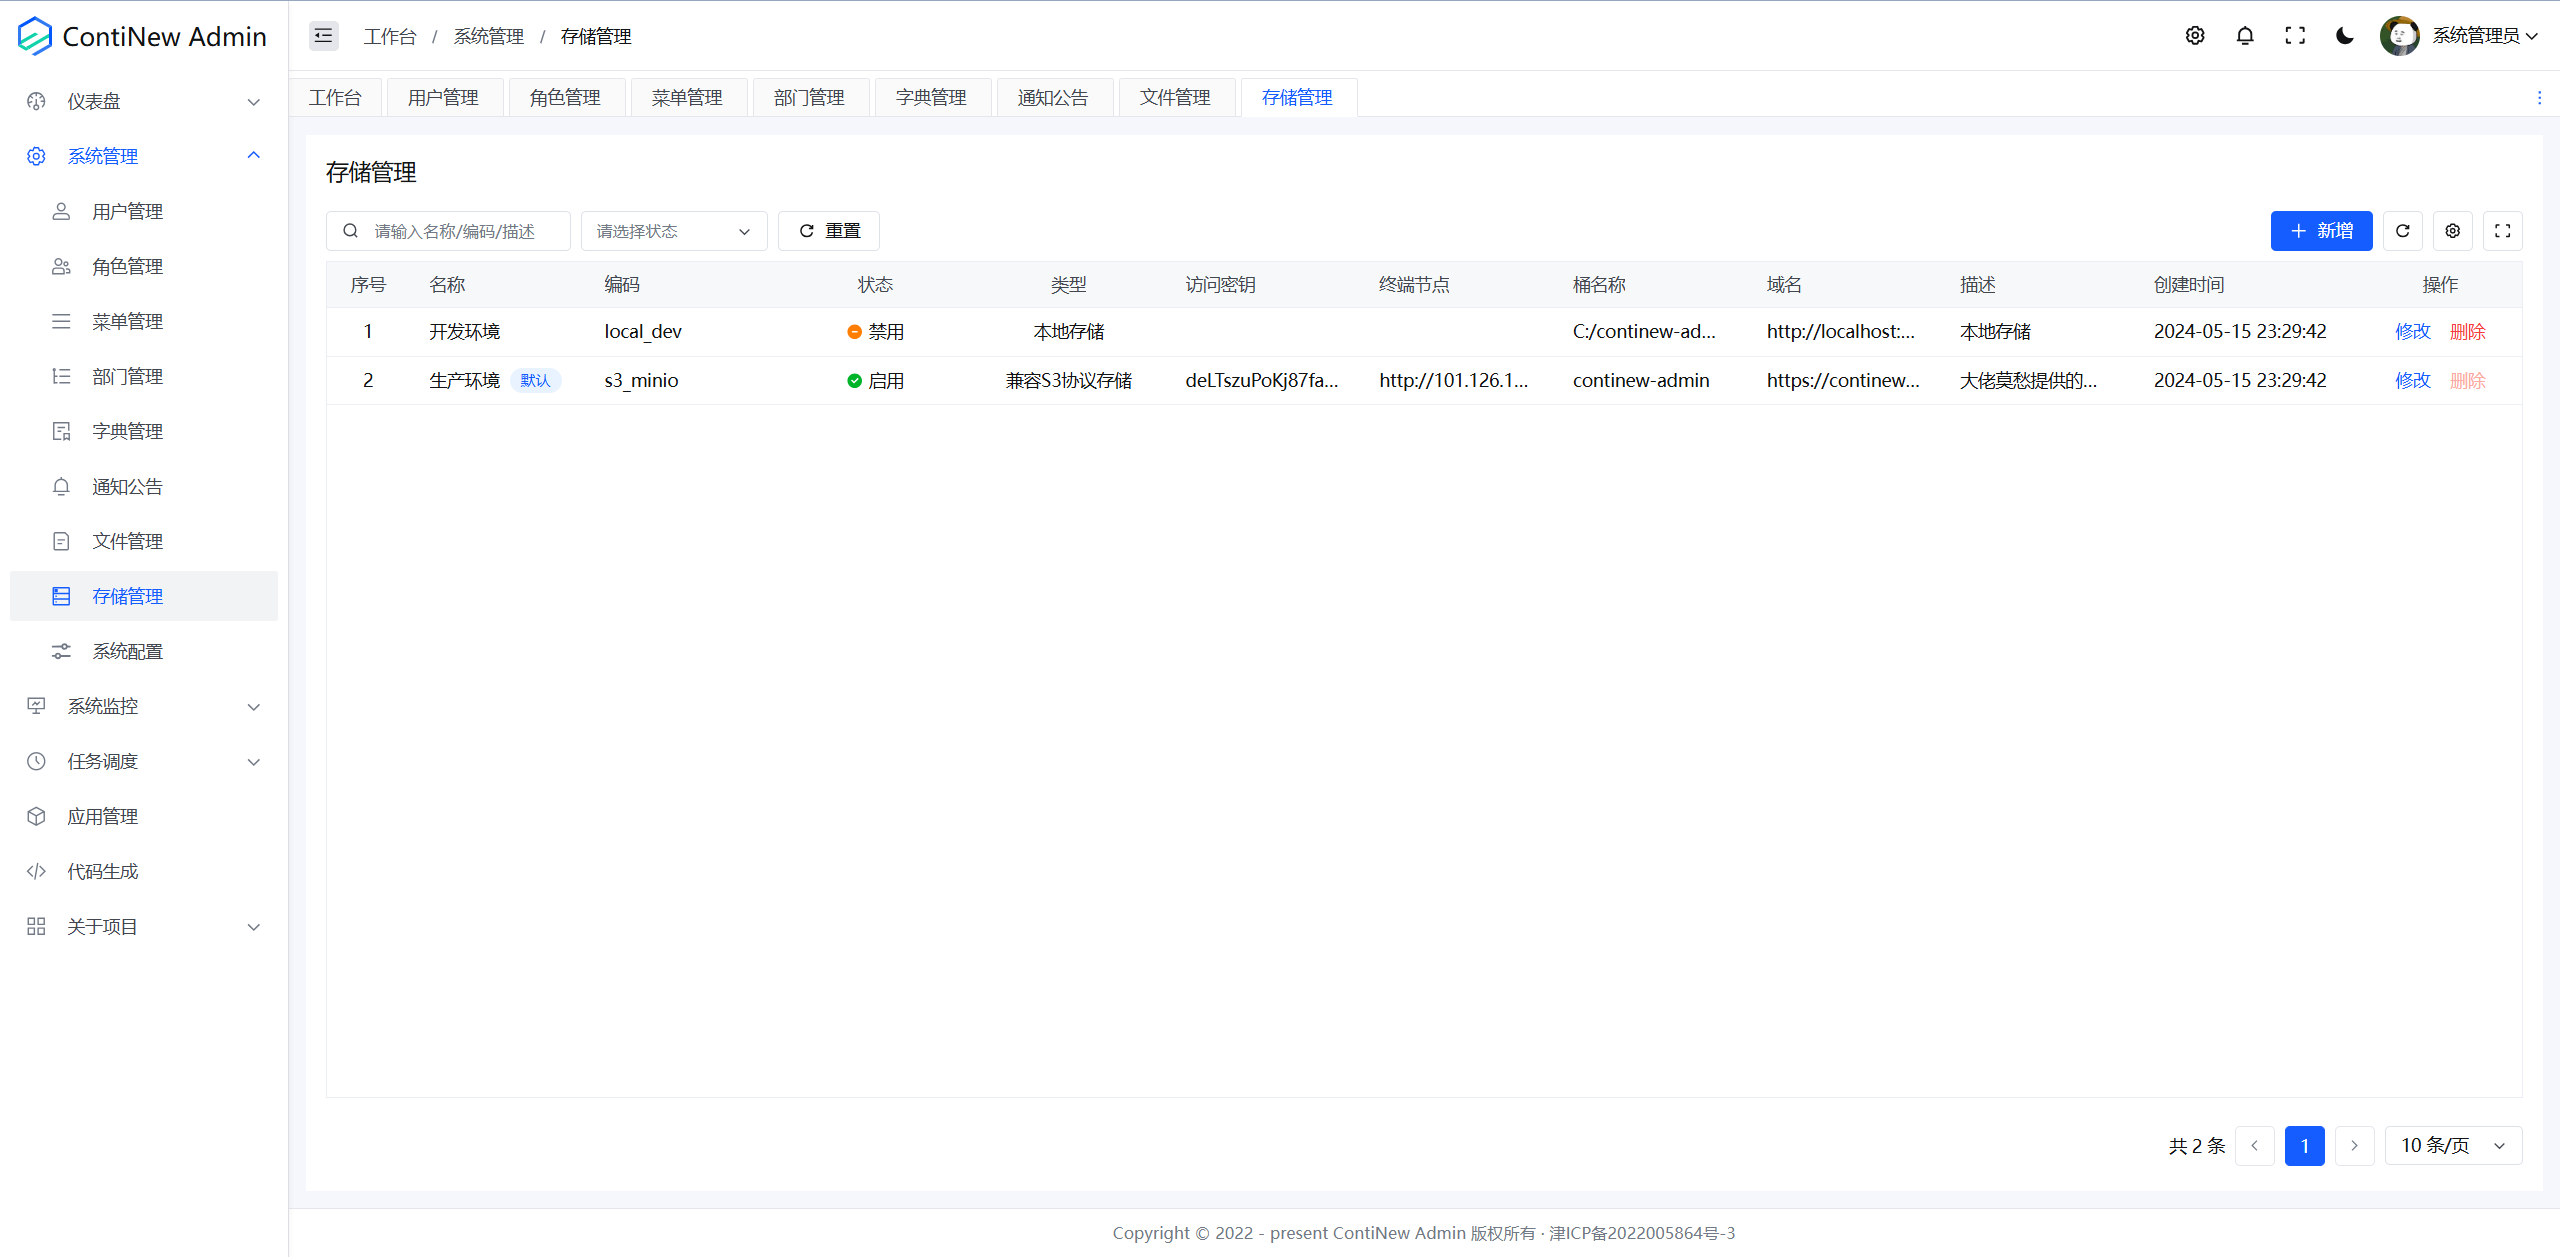 ContiNew Admin
工作台 / 系统管理 / 存储管理
系统管理员
仪表盘
系统管理
用户管理
角色管理
菜单管理
部门管理
字典管理
通知公告
文件管理
存储管理
系统配置
系统监控
任务调度
应用管理
代码生成
关于项目
工作台 用户管理 角色管理 菜单管理 部门管理 字典管理 通知公告 文件管理 存储管理
存储管理
请输入名称/编码/描述 请选择状态 重置 新增
序号 名称 编码 状态 类型 访问密钥 终端节点 桶名称 域名 描述 创建时间 操作
1 开发环境 local_dev 禁用 本地存储 C:/continew-ad... http://localhost:... 本地存储 2024-05-15 23:29:42 修改 删除
2 生产环境 默认 s3_minio 启用 兼容S3协议存储 deLTszuPoKj87fa... http://101.126.1... continew-admin https://continew... 大佬莫愁提供的... 2024-05-15 23:29:42 修改 删除
共 2 条 1 10 条/页
Copyright © 2022 - present ContiNew Admin 版权所有 · 津ICP备2022005864号-3